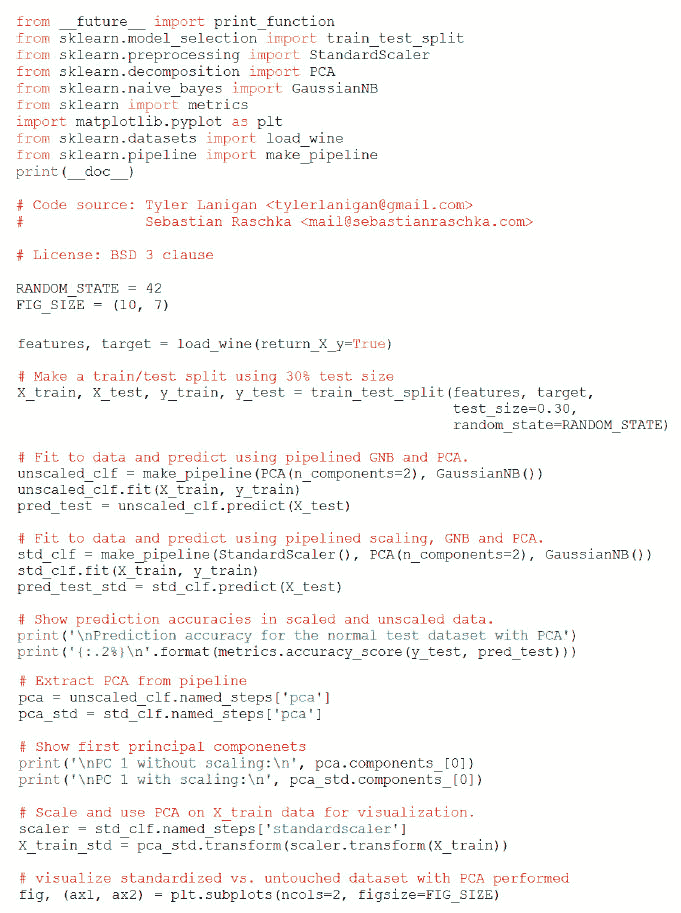 from __future__ import print_function
from sklearn.model_selection import train_test_split
from sklearn.preprocessing import StandardScaler
from sklearn.decomposition import PCA
from sklearn.naive_bayes import GaussianNB
from sklearn import metrics
import matplotlib.pyplot as plt
from sklearn.datasets import load_wine
from sklearn.pipeline import make_pipeline
print(__doc__)
# Code source: Tyler Lanigan <tylerlanigan@gmail.com>
#              Sebastian Raschka <mail@sebastianraschka.com>
# License: BSD 3 clause
RANDOM_STATE = 42
FIG_SIZE = (10, 7)
features, target = load_wine(return_X_y=True)
# Make a train/test split using 30% test size
X_train, X_test, y_train, y_test = train_test_split(features, target,
                                                    test_size=0.30,
                                                    random_state=RANDOM_STATE)
# Fit to data and predict using pipelined GNB and PCA.
unscaled_clf = make_pipeline(PCA(n_components=2), GaussianNB())
unscaled_clf.fit(X_train, y_train)
pred_test = unscaled_clf.predict(X_test)
# Fit to data and predict using pipelined scaling, GNB and PCA.
std_clf = make_pipeline(StandardScaler(), PCA(n_components=2), GaussianNB())
std_clf.fit(X_train, y_train)
pred_test_std = std_clf.predict(X_test)
# Show prediction accuracies in scaled and unscaled data.
print('\nPrediction accuracy for the normal test dataset with PCA')
print('{:.2%}\n'.format(metrics.accuracy_score(y_test, pred_test)))
# Extract PCA from pipeline
pca = unscaled_clf.named_steps['pca']
pca_std = std_clf.named_steps['pca']
# Show first principal componenets
print('\nPC 1 without scaling:\n', pca.components_[0])
print('\nPC 1 with scaling:\n', pca_std.components_[0])
# Scale and use PCA on X_train data for visualization.
scaler = std_clf.named_steps['standardscaler']
X_train_std = pca_std.transform(scaler.transform(X_train))
# visualize standardized vs. untouched dataset with PCA performed
fig, (ax1, ax2) = plt.subplots(ncols=2, figsize=FIG_SIZE)